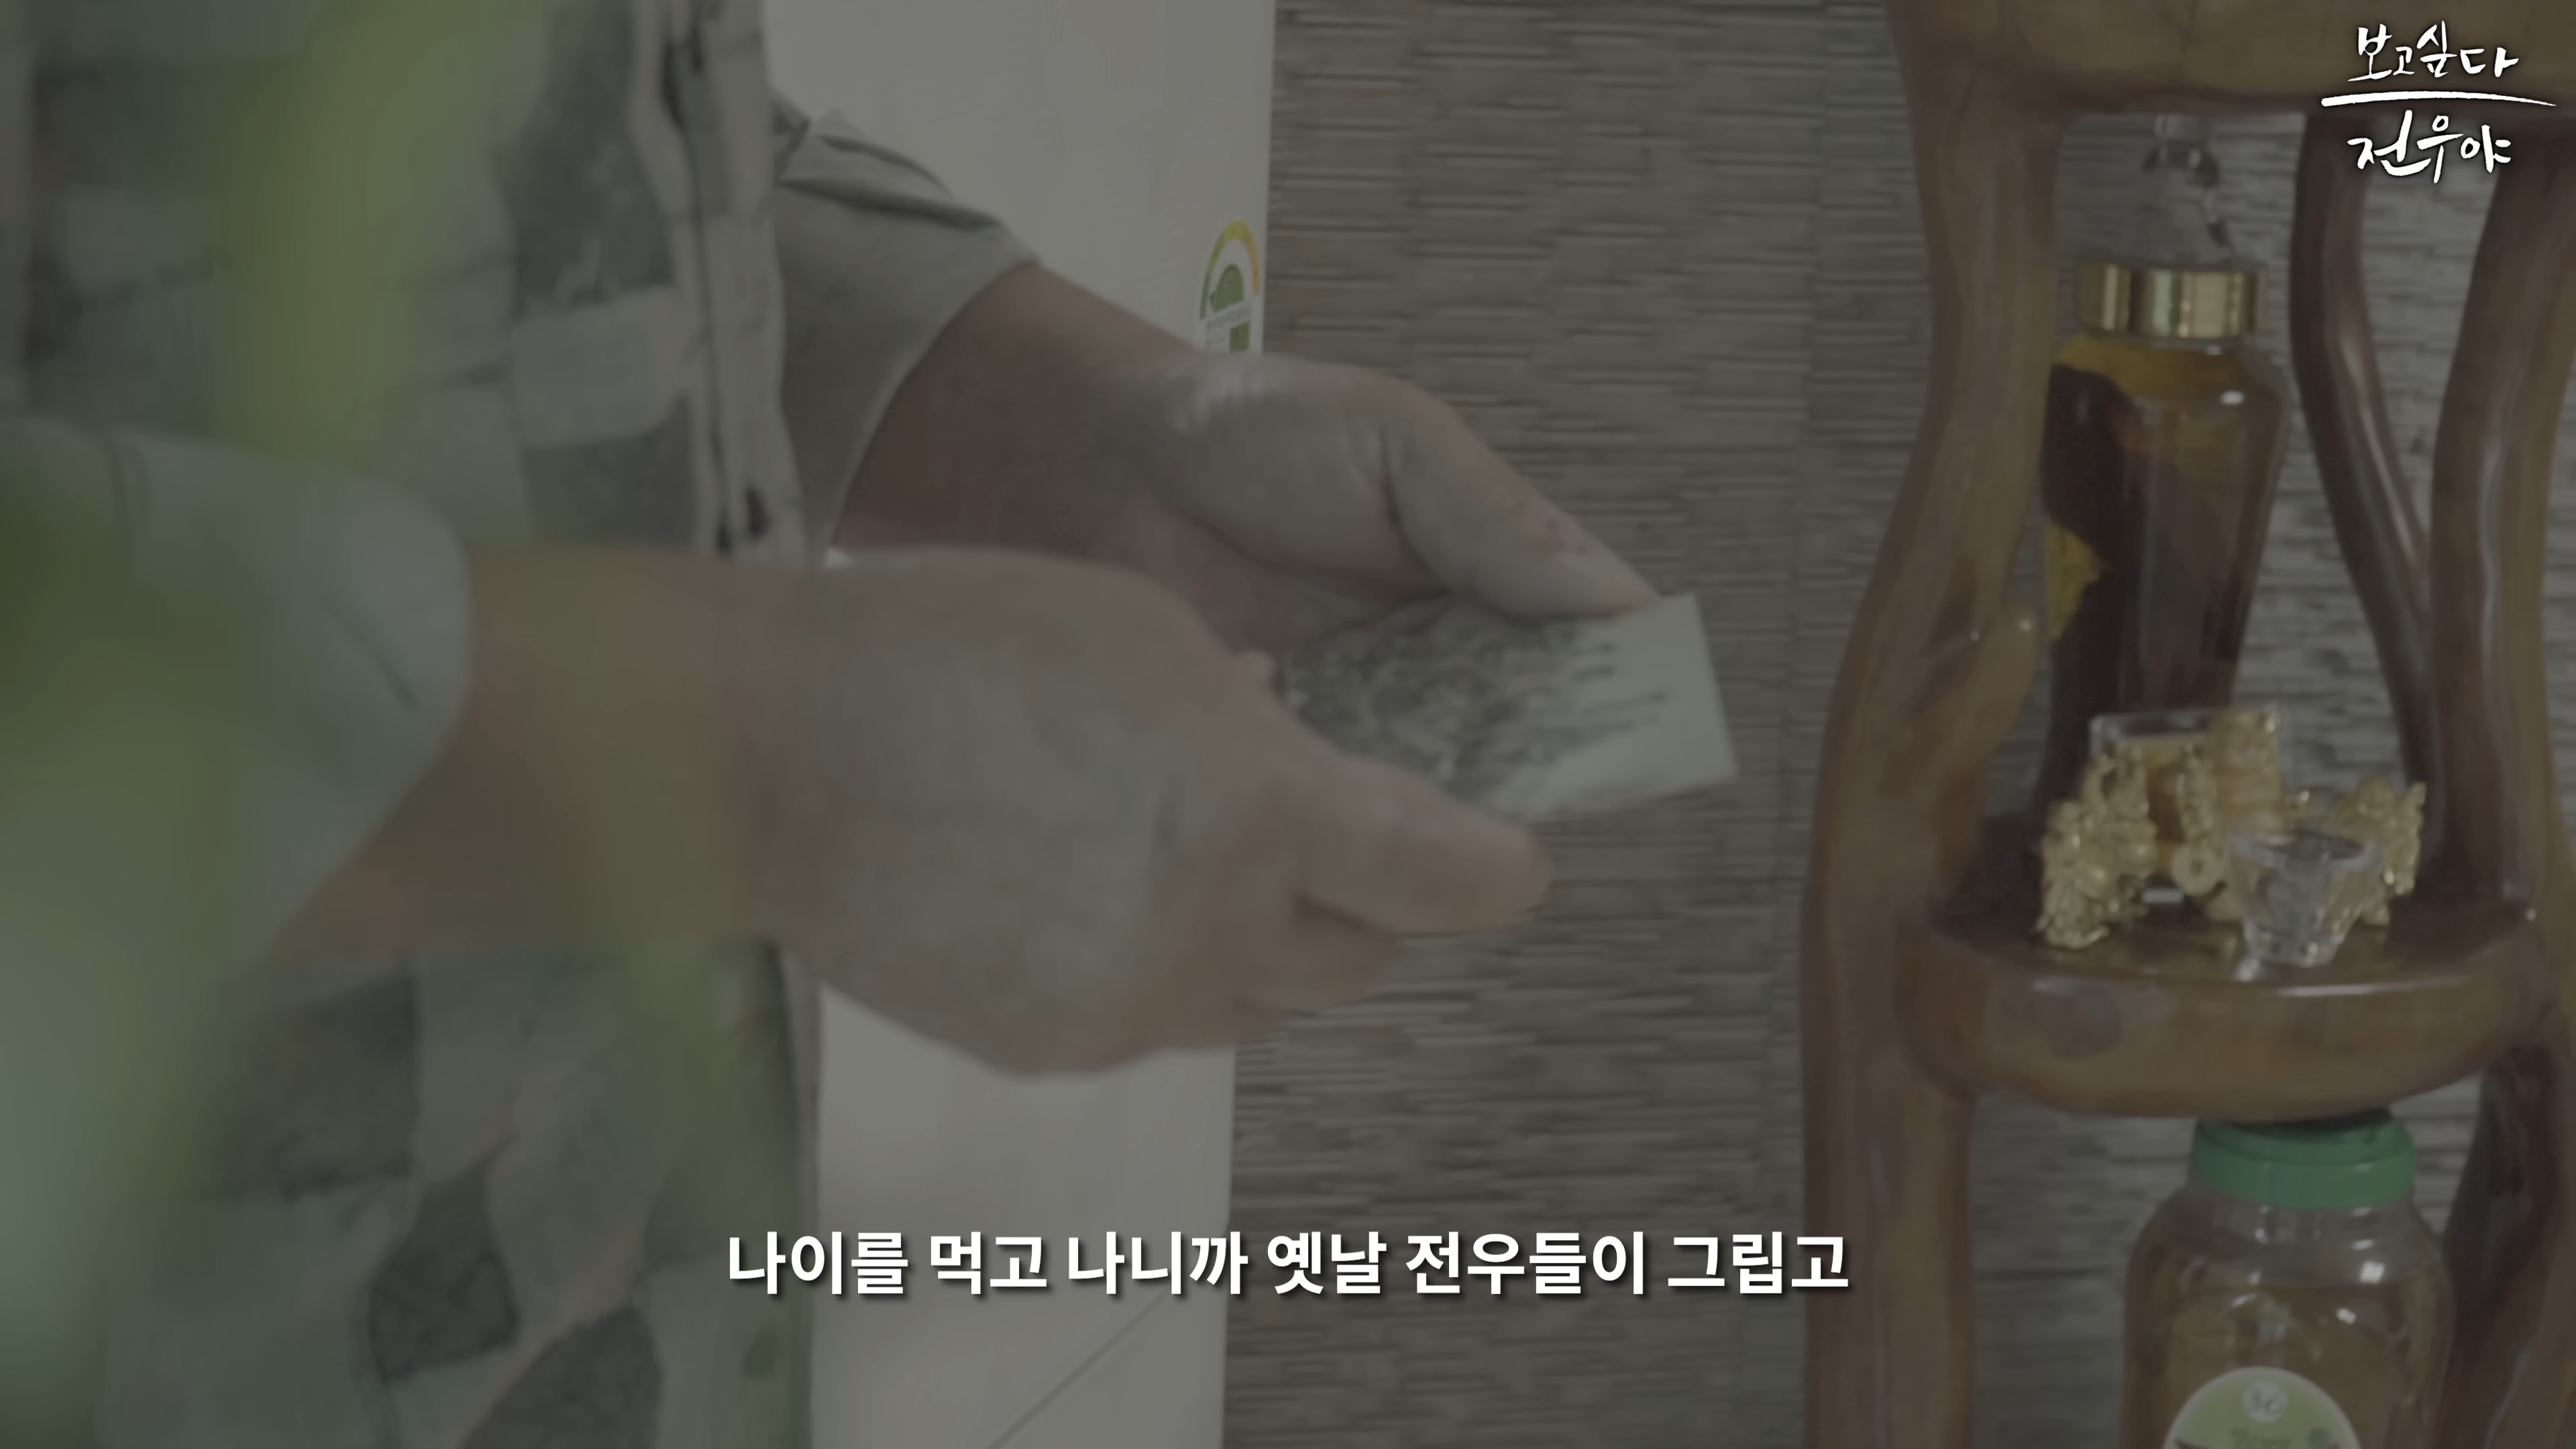 보고싶다
전우야
나이를 먹고 나니까 옛날 전우들이 그립고